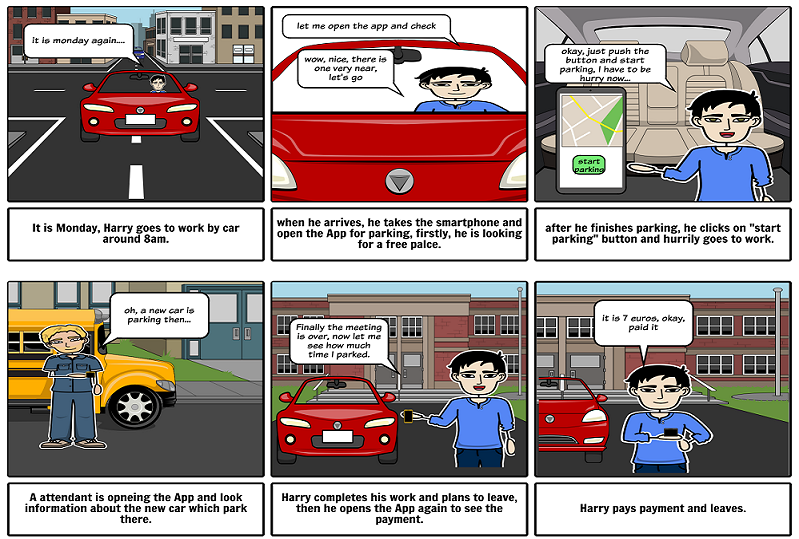 it is monday again....
let me open the app and check
wow, nice, there is
one very near,
let's go
okay, just push the
button and start
parking, I have to be
hurry now...
start
parking
It is Monday, Harry goes to work by car
around 8am.
when he arrives, he takes the smartphone and
open the App for parking, firstly, he is looking
for a free palce.
after he finishes parking, he clicks on "start
parking" button and hurrily goes to work.
oh, a new car is
parking then...
Finally the meeting
is over, now let me
see how much
time I parked.
it is 7 euros, okay,
paid it
A attendant is opneing the App and look
information about the new car which park
there.
Harry completes his work and plans to leave,
then he opens the App again to see the
payment.
Harry pays payment and leaves.